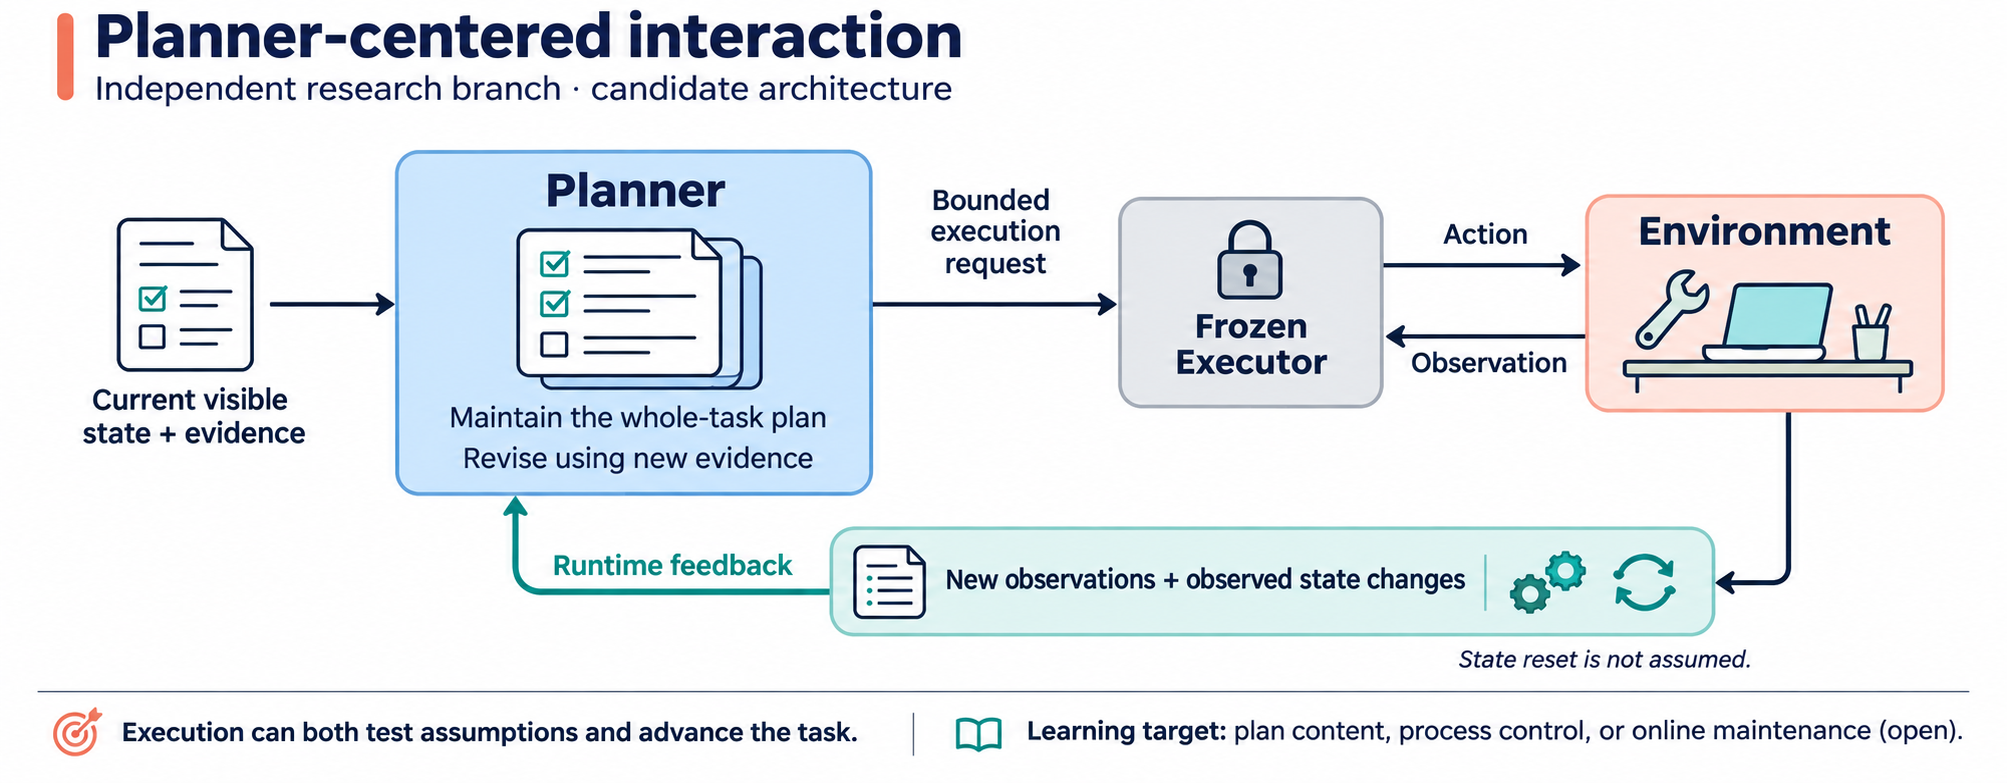 Planner-centered interaction
Independent research branch · candidate architecture
Current visible
state + evidence
Planner
Maintain the whole-task plan
Revise using new evidence
Bounded
execution
request
Frozen
Executor
Action
Observation
Environment
Runtime feedback
New observations + observed state changes
State reset is not assumed.
Execution can both test assumptions and advance the task.
Learning target: plan content, process control, or online maintenance (open).